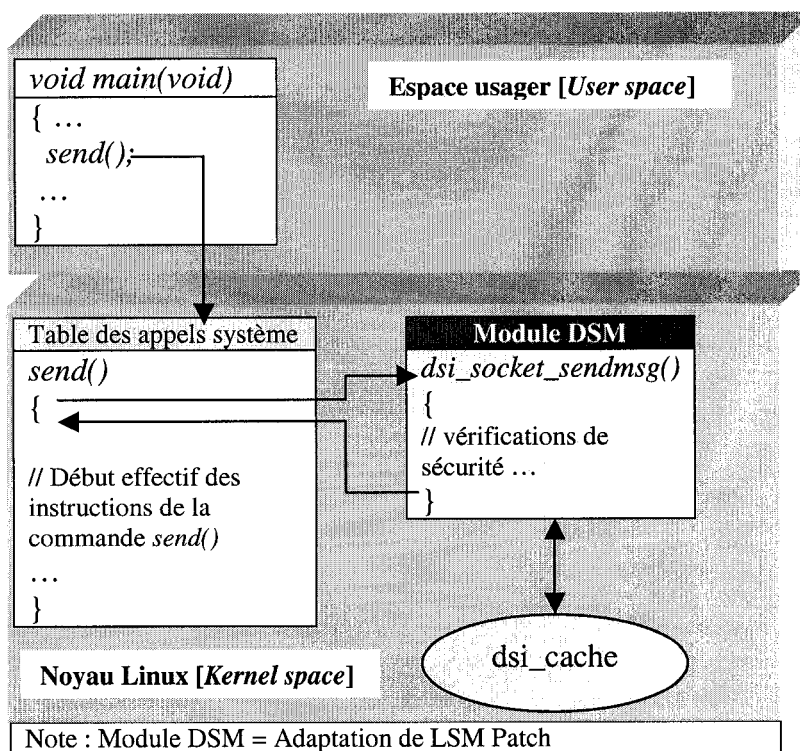 void main(void)
{ …
send();
…
}
Espace usager [User space]
Table des appels système
send()
{
// Début effectif des
instructions de la
commande send()
…
}
Module DSM
dsi_socket_sendmsg()
{
// vérifications de
sécurité …
}
dsi_cache
Noyau Linux [Kernel space]
Note : Module DSM = Adaptation de LSM Patch